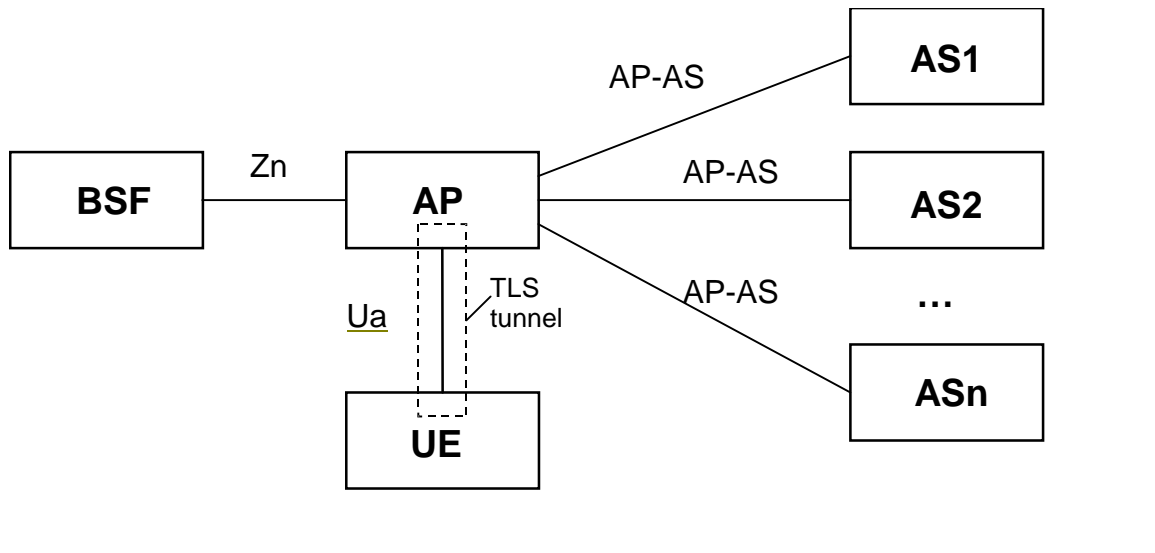 AS1
AP-AS
Zn
AP-AS
BSF
AP
AS2
AP-AS
TLS
tunnel
Ua
...
ASn
UE